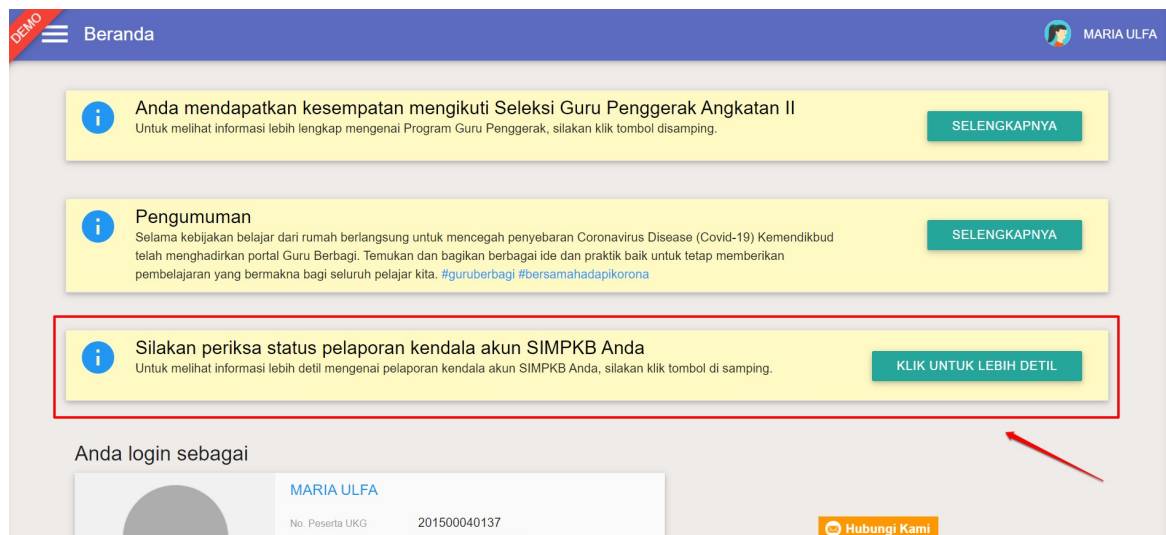 DEMO
Beranda
MARIA ULFA
Anda mendapatkan kesempatan mengikuti Seleksi Guru Penggerak Angkatan II
Untuk melihat informasi lebih lengkap mengenai Program Guru Penggerak, silakan klik tombol disamping.
SELENGKAPNYA
Pengumuman
Selama kebijakan belajar dari rumah berlangsung untuk mencegah penyebaran Coronavirus Disease (Covid-19) Kemendikbud
telah menghadirkan portal Guru Berbagi. Temukan dan bagikan berbagai ide dan praktik baik untuk tetap memberikan
pembelajaran yang bermakna bagi seluruh pelajar kita. #guruberbagi #bersamahadapikorona
SELENGKAPNYA
Silakan periksa status pelaporan kendala akun SIMPKB Anda
Untuk melihat informasi lebih detil mengenai pelaporan kendala akun SIMPKB Anda, silakan klik tombol di samping.
KLIK UNTUK LEBIH DETIL
Anda login sebagai
MARIA ULFA
No. Peserta UKG 201500040137
Hubungi Kami